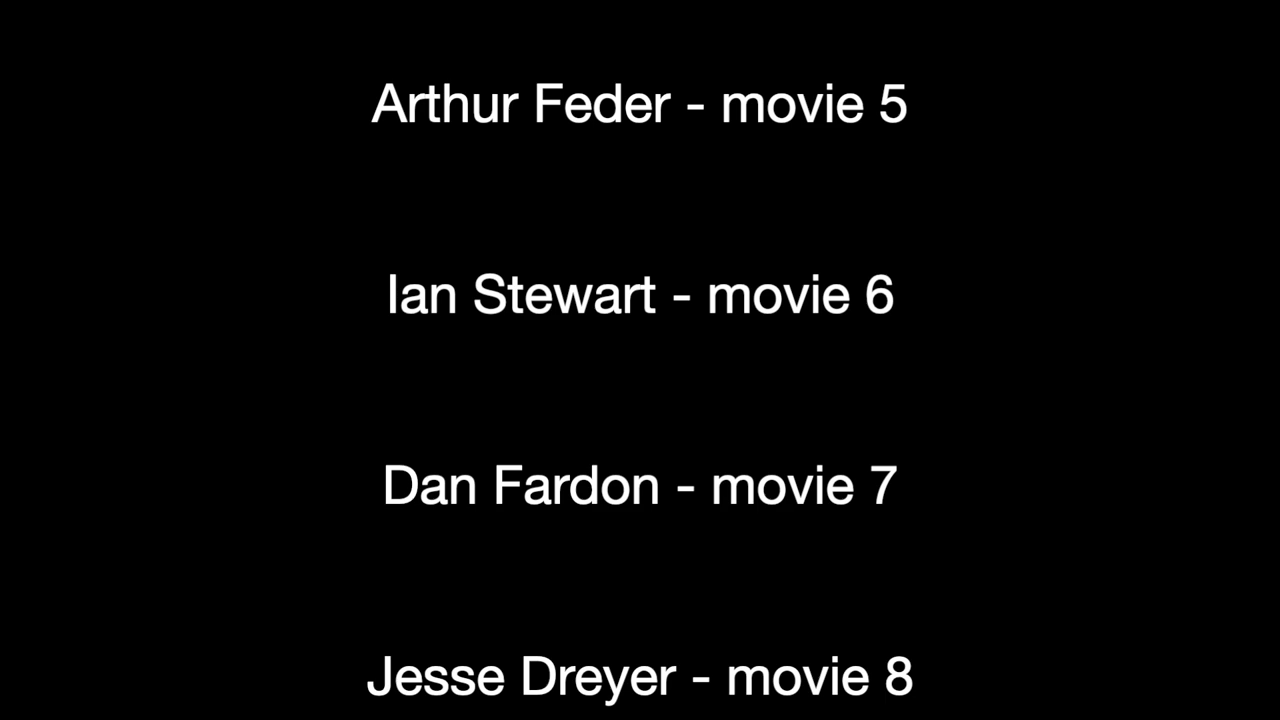 Arthur Feder - movie 5
Ian Stewart - movie 6
Dan Fardon - movie 7
Jesse Dreyer - movie 8